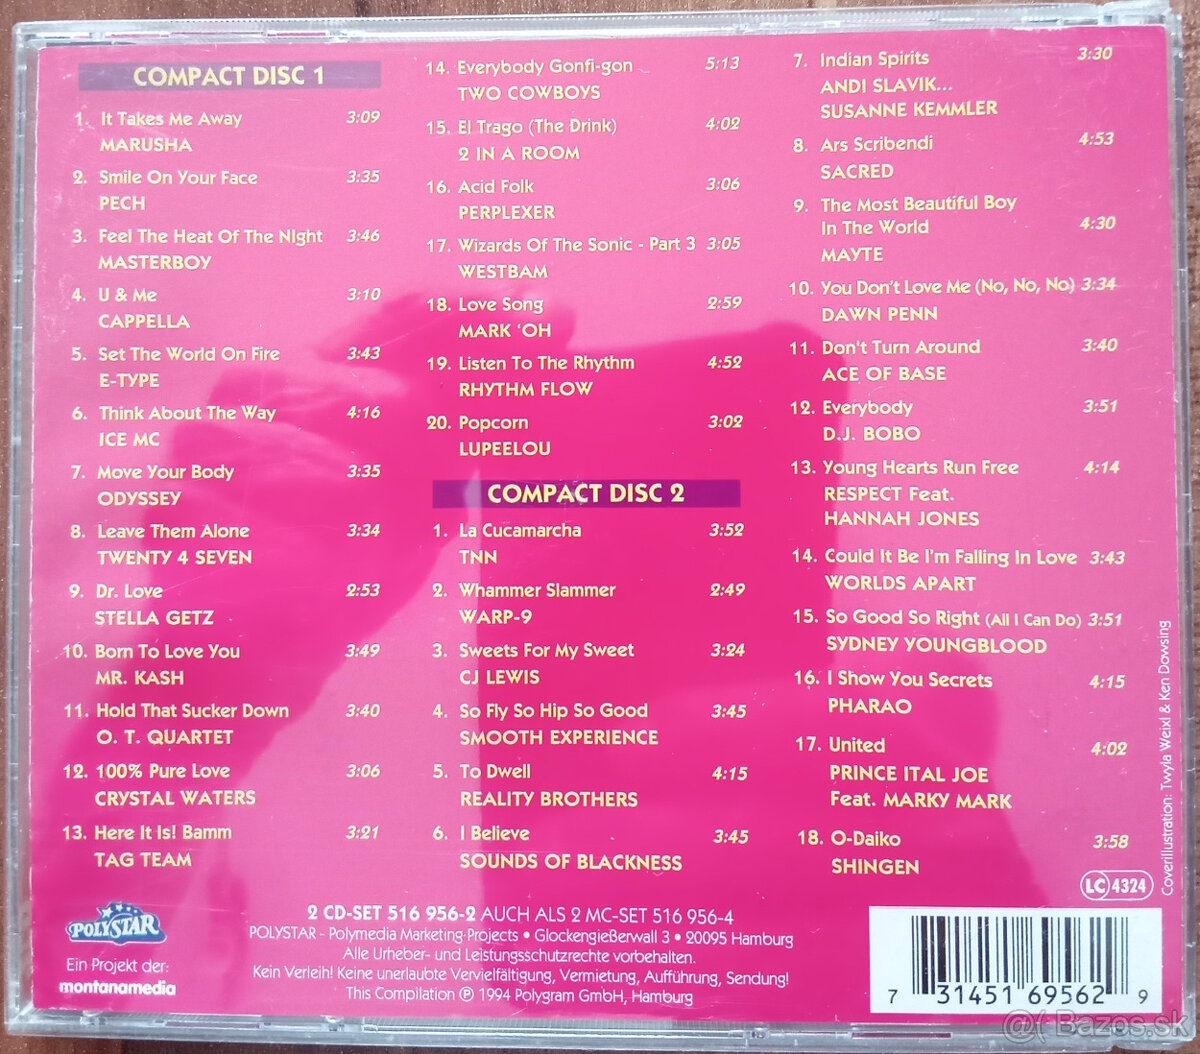 COMPACT DISC 1
1. It Takes Me Away 3:09
MARUSHA
2. Smile On Your Face 3:35
PECH
3. Feel The Heat Of The NIght 3:46
MASTERBOY
4. U & Me 3:10
CAPPELLA
5. Set The World On Fire 3:43
E-TYPE
6. Think About The Way 4:16
ICE MC
7. Move Your Body 3:35
ODYSSEY
8. Leave Them Alone 3:34
TWENTY 4 SEVEN
9. Dr. Love 2:53
STELLA GETZ
10. Born To Love You 3:49
MR. KASH
11. Hold That Sucker Down 3:40
O. T. QUARTET
12. 100% Pure Love 3:06
CRYSTAL WATERS
13. Here It Is! Bamm 3:21
TAG TEAM
14. Everybody Gonfi-gon 5:13
TWO COWBOYS
15. El Trago (The Drink) 4:02
2 IN A ROOM
16. Acid Folk 3:06
PERPLEXER
17. Wizards Of The Sonic - Part 3 3:05
WESTBAM
18. Love Song 2:59
MARK 'OH
19. Listen To The Rhythm 4:52
RHYTHM FLOW
20. Popcorn 3:02
LUPEELOU
COMPACT DISC 2
1. La Cucamarcha 3:52
TNN
2. Whammer Slammer 2:49
WARP-9
3. Sweets For My Sweet 3:24
CJ LEWIS
4. So Fly So Hip So Good 3:45
SMOOTH EXPERIENCE
5. To Dwell 4:15
REALITY BROTHERS
6. I Believe 3:45
SOUNDS OF BLACKNESS
7. Indian Spirits 3:30
ANDI SLAVIK...
SUSANNE KEMMLER
8. Ars Scribendi 4:53
SACRED
9. The Most Beautiful Boy
In The World 4:30
MAYTE
10. You Don't Love Me (No, No, No) 3:34
DAWN PENN
11. Don't Turn Around 3:40
ACE OF BASE
12. Everybody 3:51
D.J. BOBO
13. Young Hearts Run Free 4:14
RESPECT Feat.
HANNAH JONES
14. Could It Be I'm Falling In Love 3:43
WORLDS APART
15. So Good So Right (All I Can Do) 3:51
SYDNEY YOUNGBLOOD
16. I Show You Secrets 4:15
PHARAO
17. United 4:02
PRINCE ITAL JOE
Feat. MARKY MARK
18. O-Daiko 3:58
SHINGEN
Coverillustration: Twyla Weixl & Ken Dowsing
LC 4324
POLYSTAR
Ein Projekt der:
montanamedia
2 CD-SET 516 956-2 AUCH ALS 2 MC-SET 516 956-4
POLYSTAR - Polymedia Marketing-Projects • Glockengießerwall 3 • 20095 Hamburg
Alle Urheber- und Leistungsschutzrechte vorbehalten.
Kein Verleih! Keine unerlaubte Vervielfältigung, Vermietung, Aufführung, Sendung!
This Compilation ℗ 1994 Polygram GmbH, Hamburg
7 31451 69562 9
@( Bazos.sk